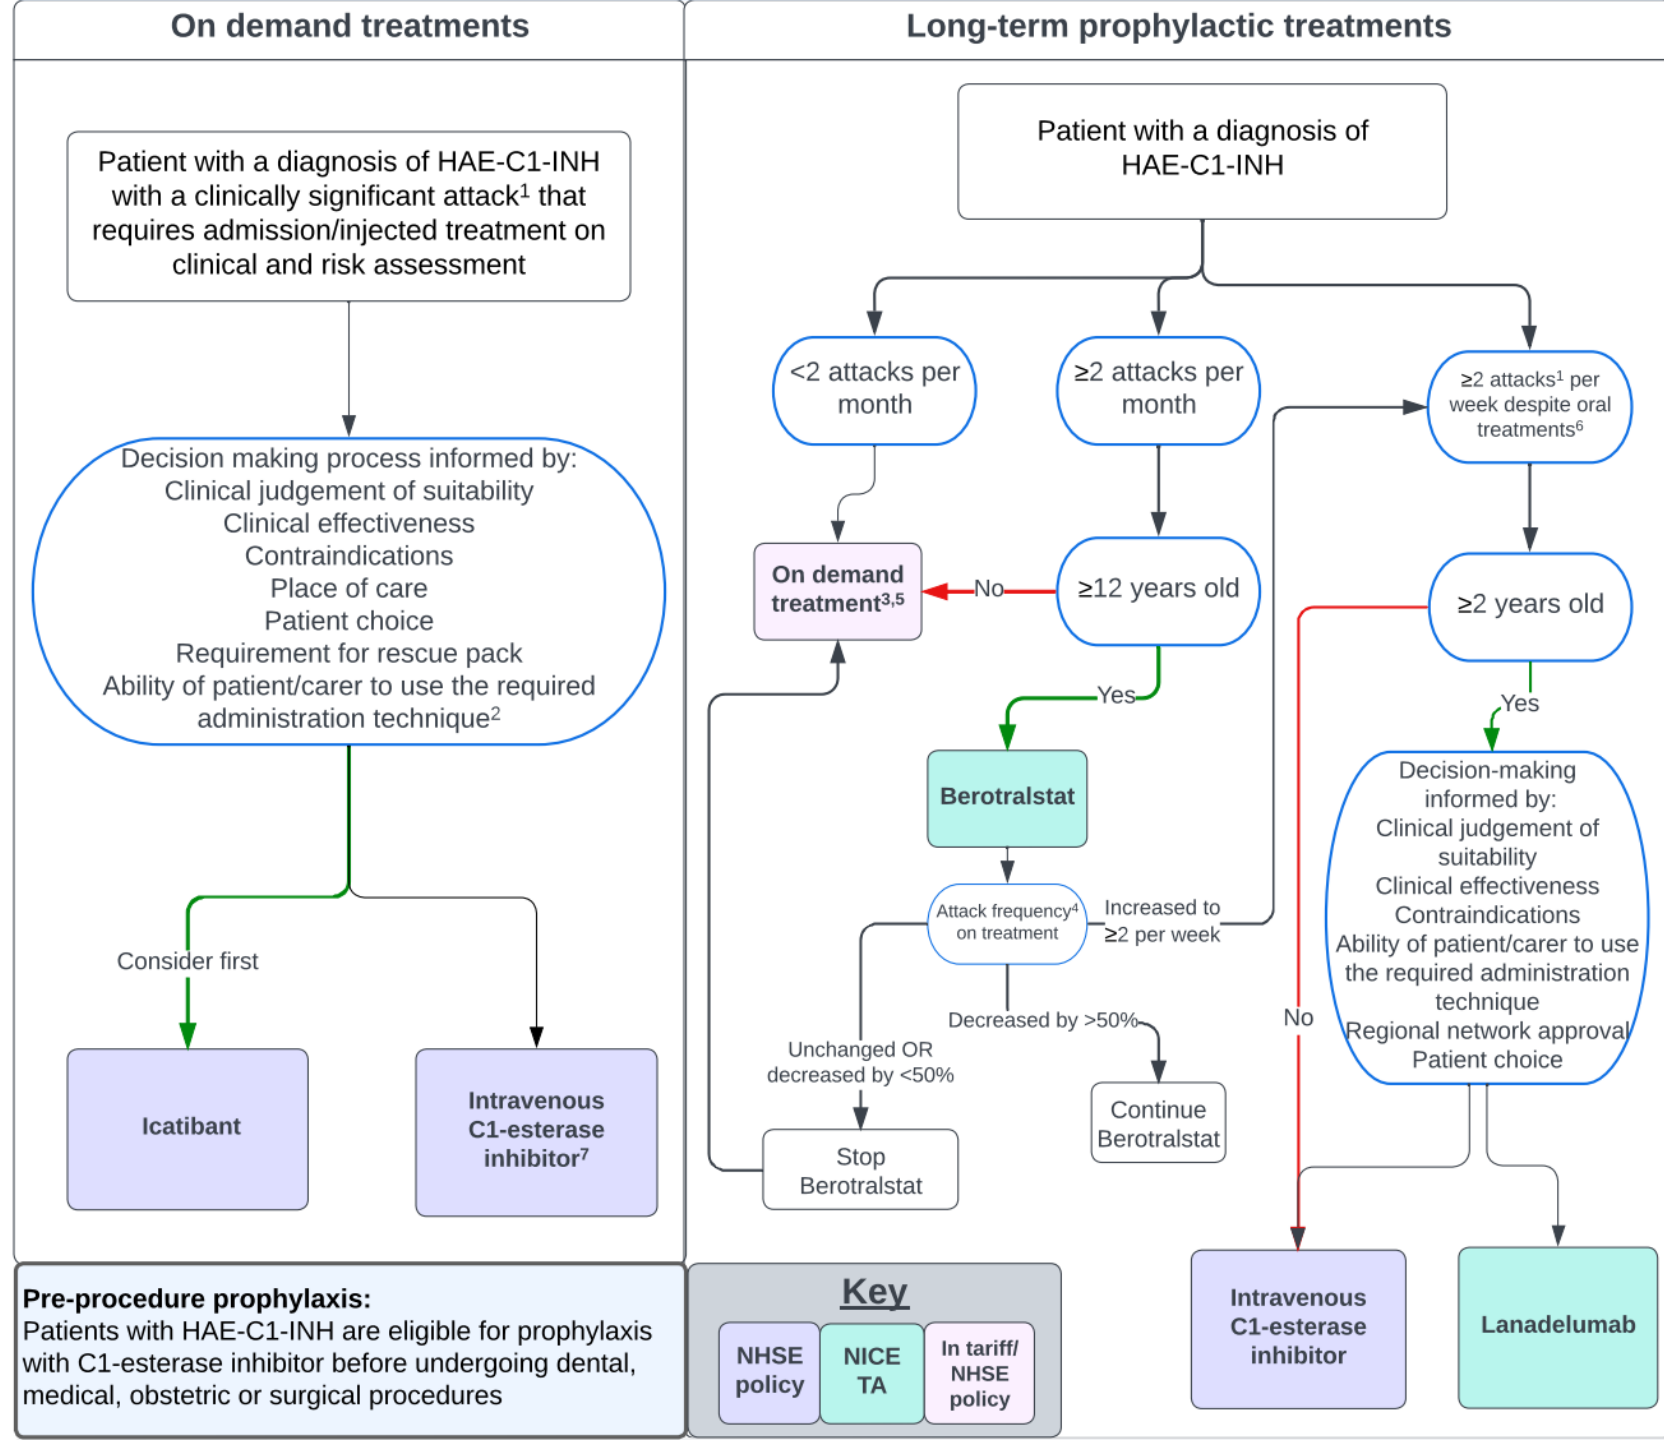 On demand treatments
Patient with a diagnosis of HAE-C1-INH
with a clinically significant attack¹ that
requires admission/injected treatment on
clinical and risk assessment
Decision making process informed by:
Clinical judgement of suitability
Clinical effectiveness
Contraindications
Place of care
Patient choice
Requirement for rescue pack
Ability of patient/carer to use the required
administration technique²
Consider first
Icatibant
Intravenous
C1-esterase
inhibitor⁷
Pre-procedure prophylaxis:
Patients with HAE-C1-INH are eligible for prophylaxis
with C1-esterase inhibitor before undergoing dental,
medical, obstetric or surgical procedures
Long-term prophylactic treatments
Patient with a diagnosis of
HAE-C1-INH
<2 attacks per
month
≥2 attacks per
month
≥2 attacks¹ per
week despite oral
treatments⁶
On demand
treatment³,⁵
No
≥12 years old
≥2 years old
Yes
Yes
Berotralstat
Attack frequency⁴
on treatment
Increased to
≥2 per week
Decreased by >50%
Unchanged OR
decreased by <50%
Continue
Berotralstat
Stop
Berotralstat
No
Decision-making
informed by:
Clinical judgement of
suitability
Clinical effectiveness
Contraindications
Ability of patient/carer to use
the required administration
technique
Regional network approval
Patient choice
Intravenous
C1-esterase
inhibitor
Lanadelumab
Key
NHSE
policy
NICE
TA
In tariff/
NHSE
policy